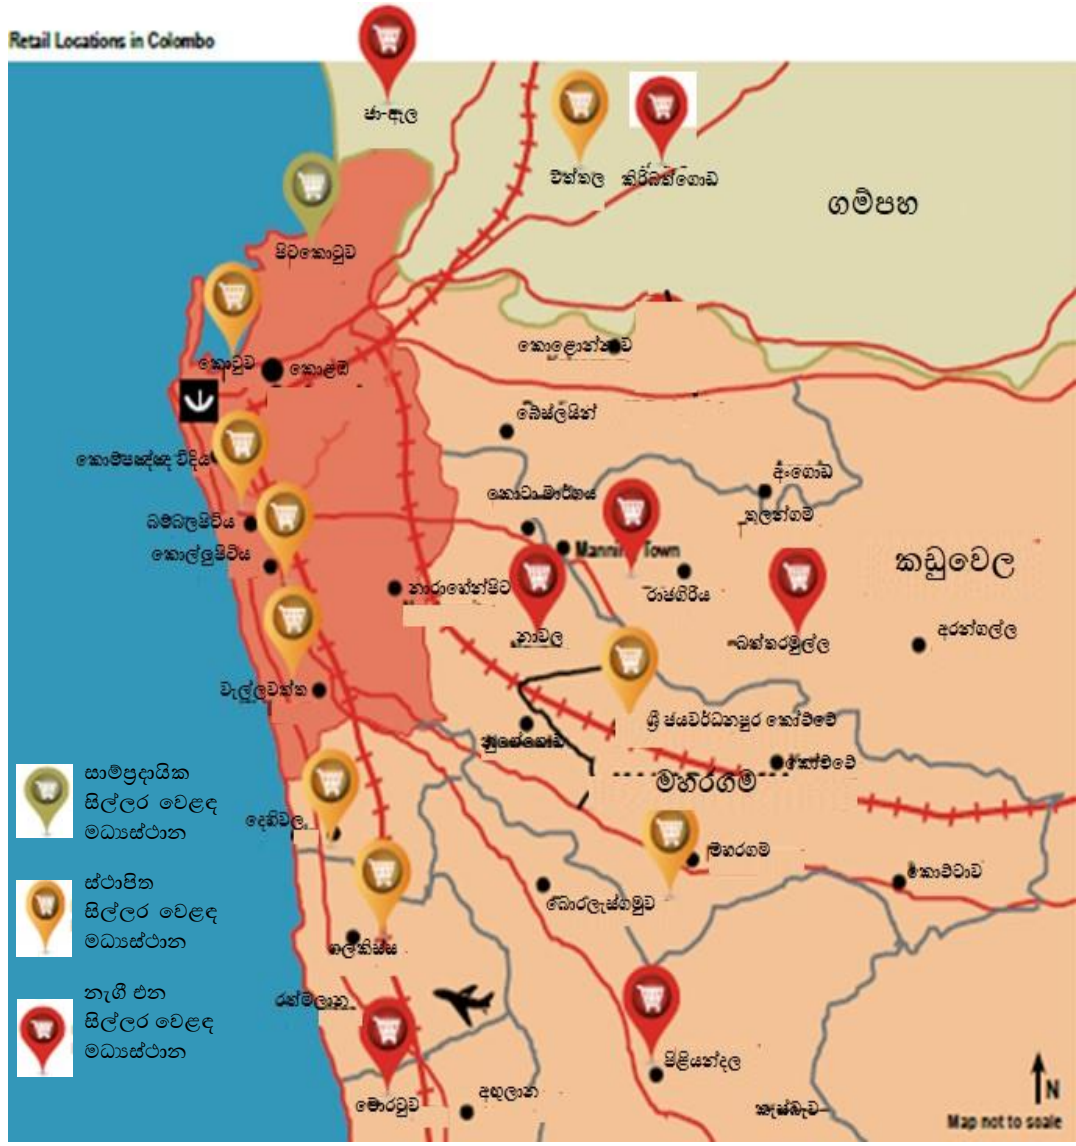 Retail Locations in Colombo
ජා-ඇල
වත්තල
කිරිබත්ගොඩ
ගම්පහ
පිටකොටුව
කොටුව
කොළඹ
කොළොන්නාව
බේස්ලයින්
කොම්පඤ්ඤ විදිය
කොටා මාර්ගය
අංගොඩ
තලන්ගම
බම්බලපිටිය
කොල්ලුපිටිය
Town
කඩුවෙල
නාරාහේන්පිට
රාජගිරිය
නාවල
බත්තරමුල්ල
අරන්ගල්ල
වැල්ලවත්ත
ශ්‍රී ජයවර්ධනපුර කෝට්ටේ
නුගේගොඩ
කෝට්ටේ
මහරගම
සාම්ප්‍රදායික
සිල්ලර වෙළඳ
මධ්‍යස්ථාන
දෙහිවල
මහරගම
කොට්ටාව
ස්ථාපිත
සිල්ලර වෙළඳ
මධ්‍යස්ථාන
බොරලැස්ගමුව
ගල්කිස්ස
නැගී එන
සිල්ලර වෙළඳ
මධ්‍යස්ථාන
රත්මලාන
පිළියන්දල
මොරටුව
අඟුලාන
කැස්බෑව
N
Map not to scale